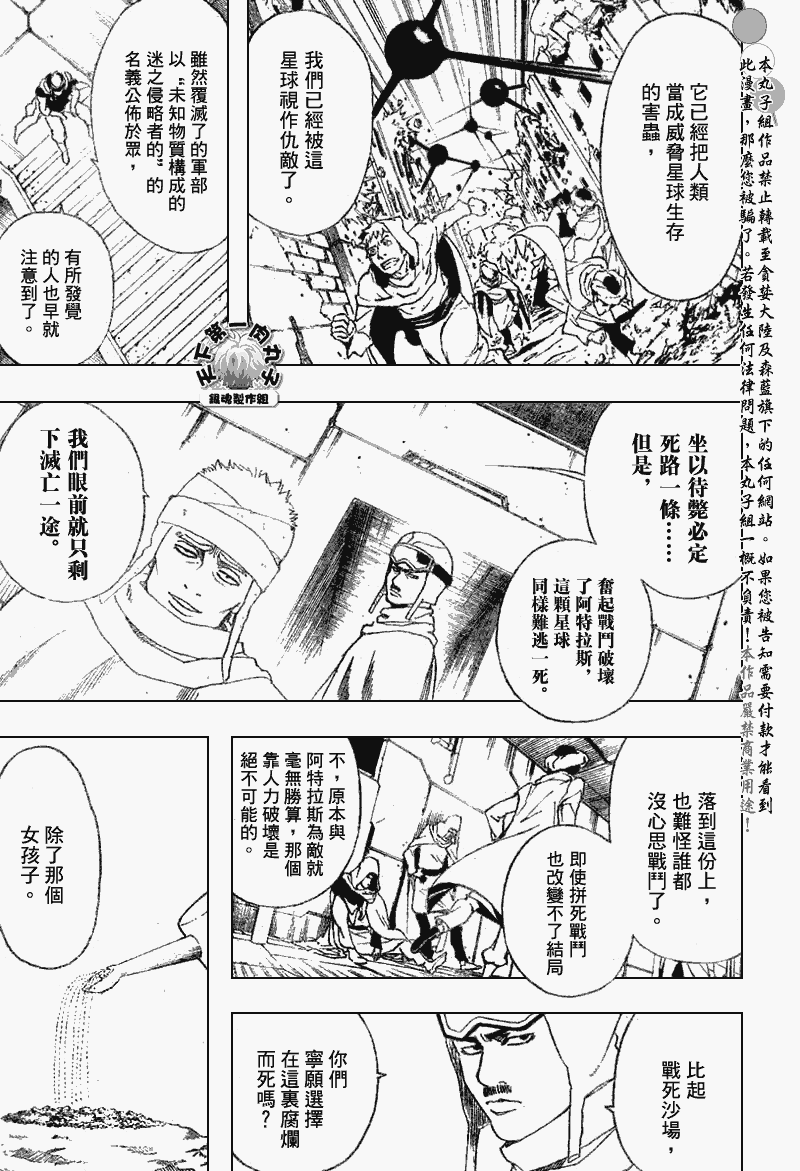 它已經把人類
當成威脅星球生存
的害蟲，
我們已經被這
星球視作仇敵了。
雖然覆滅了的軍部
以“未知物質構成的
迷之侵略者的”的
名義公佈於眾，
有所發覺
的人也早就
注意到了。
天下第一肉丸子
銀魂製作組
坐以待斃必定
死路一條……
但是，
奮起戰鬥破壞
了阿特拉斯，
這顆星球
同樣難逃一死。
我們眼前就只剩
下滅亡一途。
落到這份上，
也難怪誰都
沒心思戰鬥了。
即使拼死戰鬥
也改變不了結局
不，原本與
阿特拉斯為敵就
毫無勝算，那個
靠人力破壞是
絕不可能的。
除了那個
女孩子。
比起
戰死沙場，
你們
寧願選擇
在這裏腐爛
而死嗎？
本丸子組作品禁止轉載至貪婪大陸及森藍旗下的任何網站。如果您被告知需要付款才能看到
此漫畫，那麼您被騙了。若發生任何法律問題，本丸子組一概不負責！本作品嚴禁商業用途！